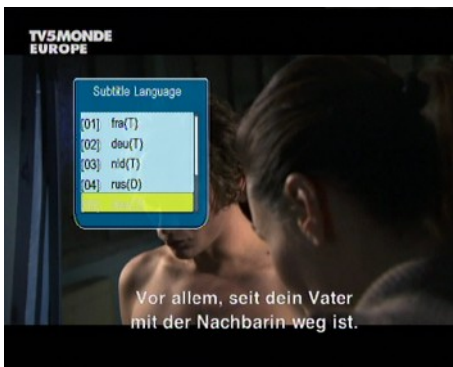 TV5MONDE
EUROPE
Subtitle Language
[01] fra(T)
[02] deu(T)
[03] nld(T)
[04] rus(D)
Vor allem, seit dein Vater
mit der Nachbarin weg ist.